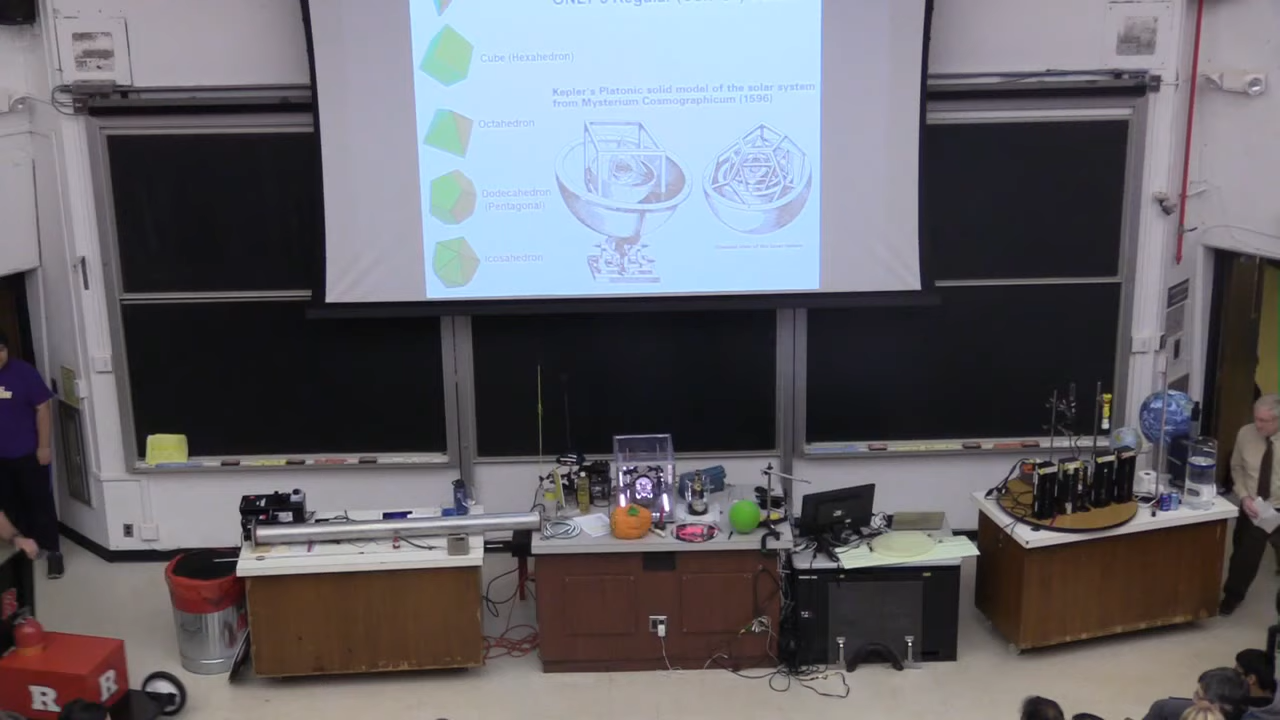 Cube (Hexahedron)
Kepler's Platonic solid model of the solar system
from Mysterium Cosmographicum (1596)
Octahedron
Dodecahedron
(Pentagonal)
Icosahedron
R
R